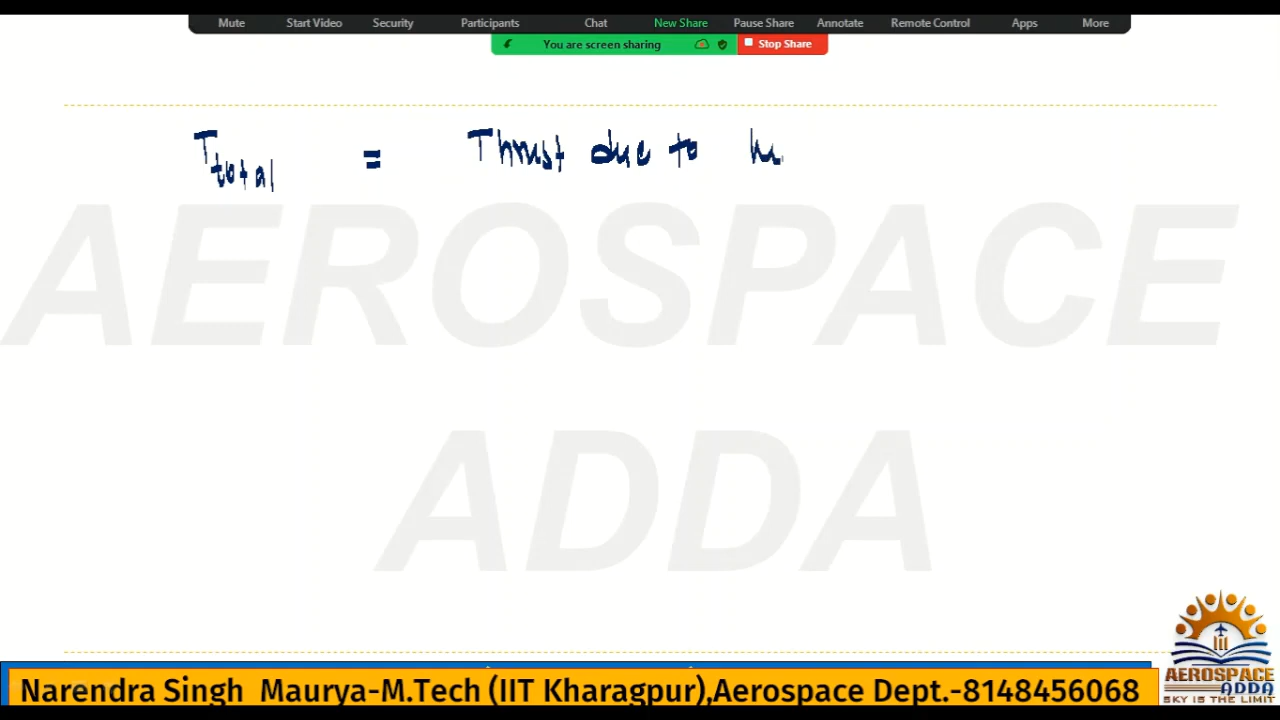 Mute Start Video Security Participants Chat New Share Pause Share Annotate Remote Control Apps More
You are screen sharing Stop Share
T total = Thrust due to
AEROSPACE
ADDA
AEROSPACE
ADDA
SKY IS THE LIMIT
Narendra Singh Maurya-M.Tech (IIT Kharagpur),Aerospace Dept.-8148456068